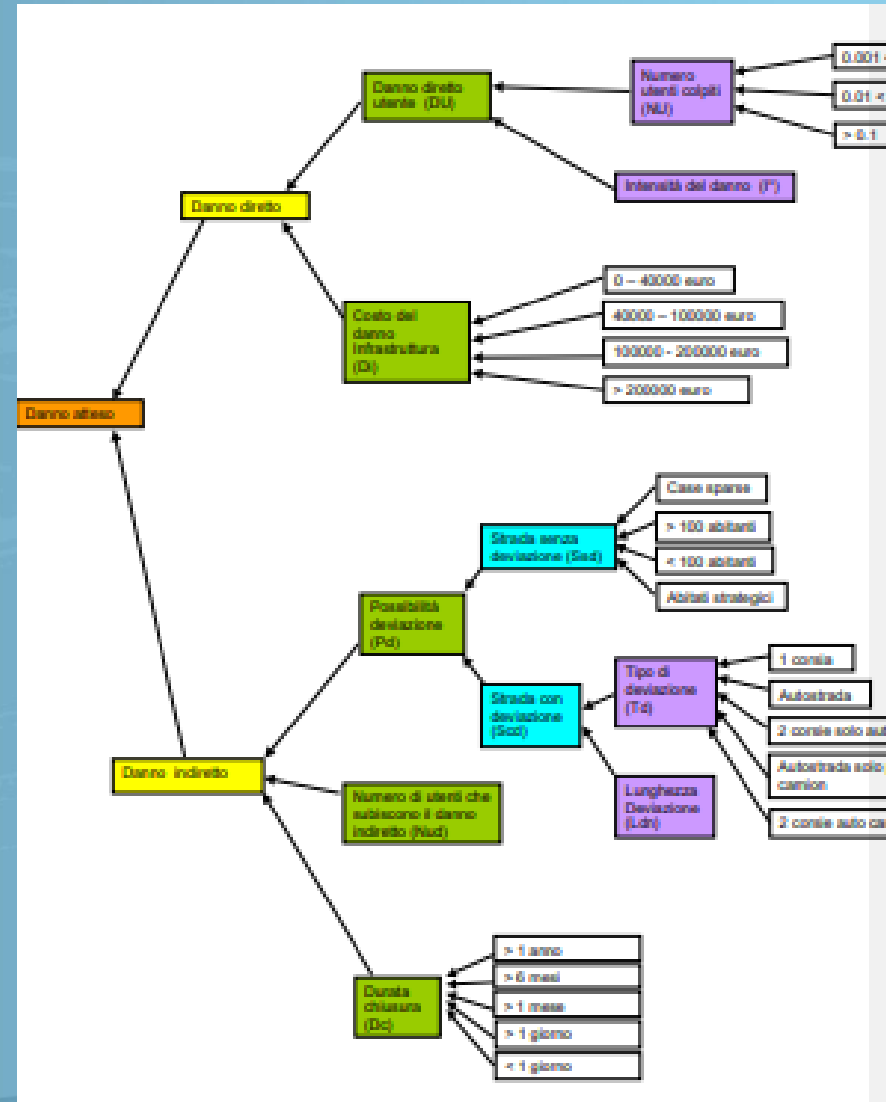 Danno diretto
utente (DU)
Numero
utenti colpiti
(NU)
0.001 <
0.01 <
> 0.1
Intensità del danno (I°)
Danno diretto
Costo del
danno
infrastruttura
(Di)
0 – 40000 euro
40000 – 100000 euro
100000 - 200000 euro
> 200000 euro
Danno atteso
Strada senza
deviazione (Ssd)
Case sparse
> 100 abitanti
< 100 abitanti
Abitati strategici
Possibilità
deviazione
(Pd)
Strada con
deviazione
(Scd)
Tipo di
deviazione
(Td)
1 corsia
Autostrada
2 corsie solo aut
Autostrada solo
camion
2 corsie auto ca
Lunghezza
Deviazione
(Ldn)
Danno indiretto
Numero di utenti che
subiscono il danno
indiretto (Nud)
Durata
chiusura
(Dc)
> 1 anno
> 6 mesi
> 1 mese
> 1 giorno
< 1 giorno